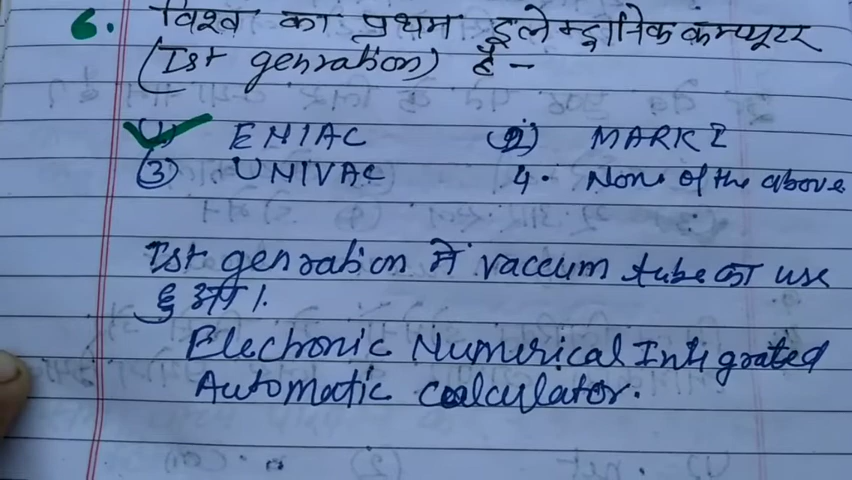 6. विश्व का प्रथम इलेक्ट्रानिक कम्प्यूटर
(Ist genration) है -
(1) ENIAC (2) MARK I
(3) UNIVAC 4. None of the above
Ist genration में vaccum tube का use
हुआ।
Electronic Numerical Intigrated
Automatic calculator.